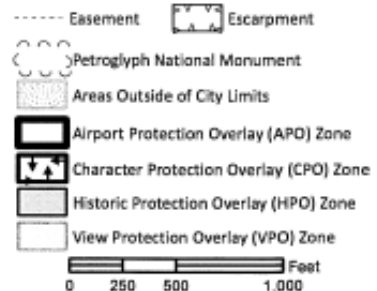 Easement Escarpment
Petroglyph National Monument
Areas Outside of City Limits
Airport Protection Overlay (APO) Zone
Character Protection Overlay (CPO) Zone
Historic Protection Overlay (HPO) Zone
View Protection Overlay (VPO) Zone
Feet
0 250 500 1,000